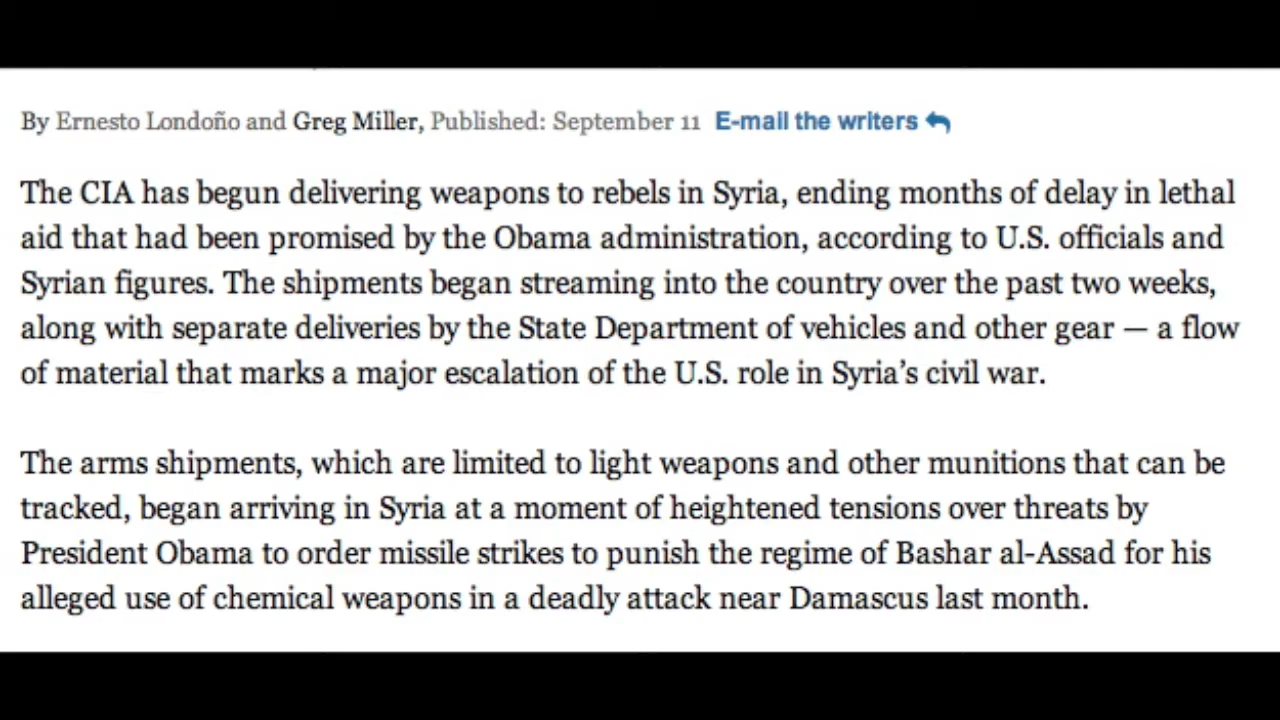 By Ernesto Londoño and Greg Miller, Published: September 11 E-mail the writers
The CIA has begun delivering weapons to rebels in Syria, ending months of delay in lethal
aid that had been promised by the Obama administration, according to U.S. officials and
Syrian figures. The shipments began streaming into the country over the past two weeks,
along with separate deliveries by the State Department of vehicles and other gear — a flow
of material that marks a major escalation of the U.S. role in Syria’s civil war.
The arms shipments, which are limited to light weapons and other munitions that can be
tracked, began arriving in Syria at a moment of heightened tensions over threats by
President Obama to order missile strikes to punish the regime of Bashar al-Assad for his
alleged use of chemical weapons in a deadly attack near Damascus last month.